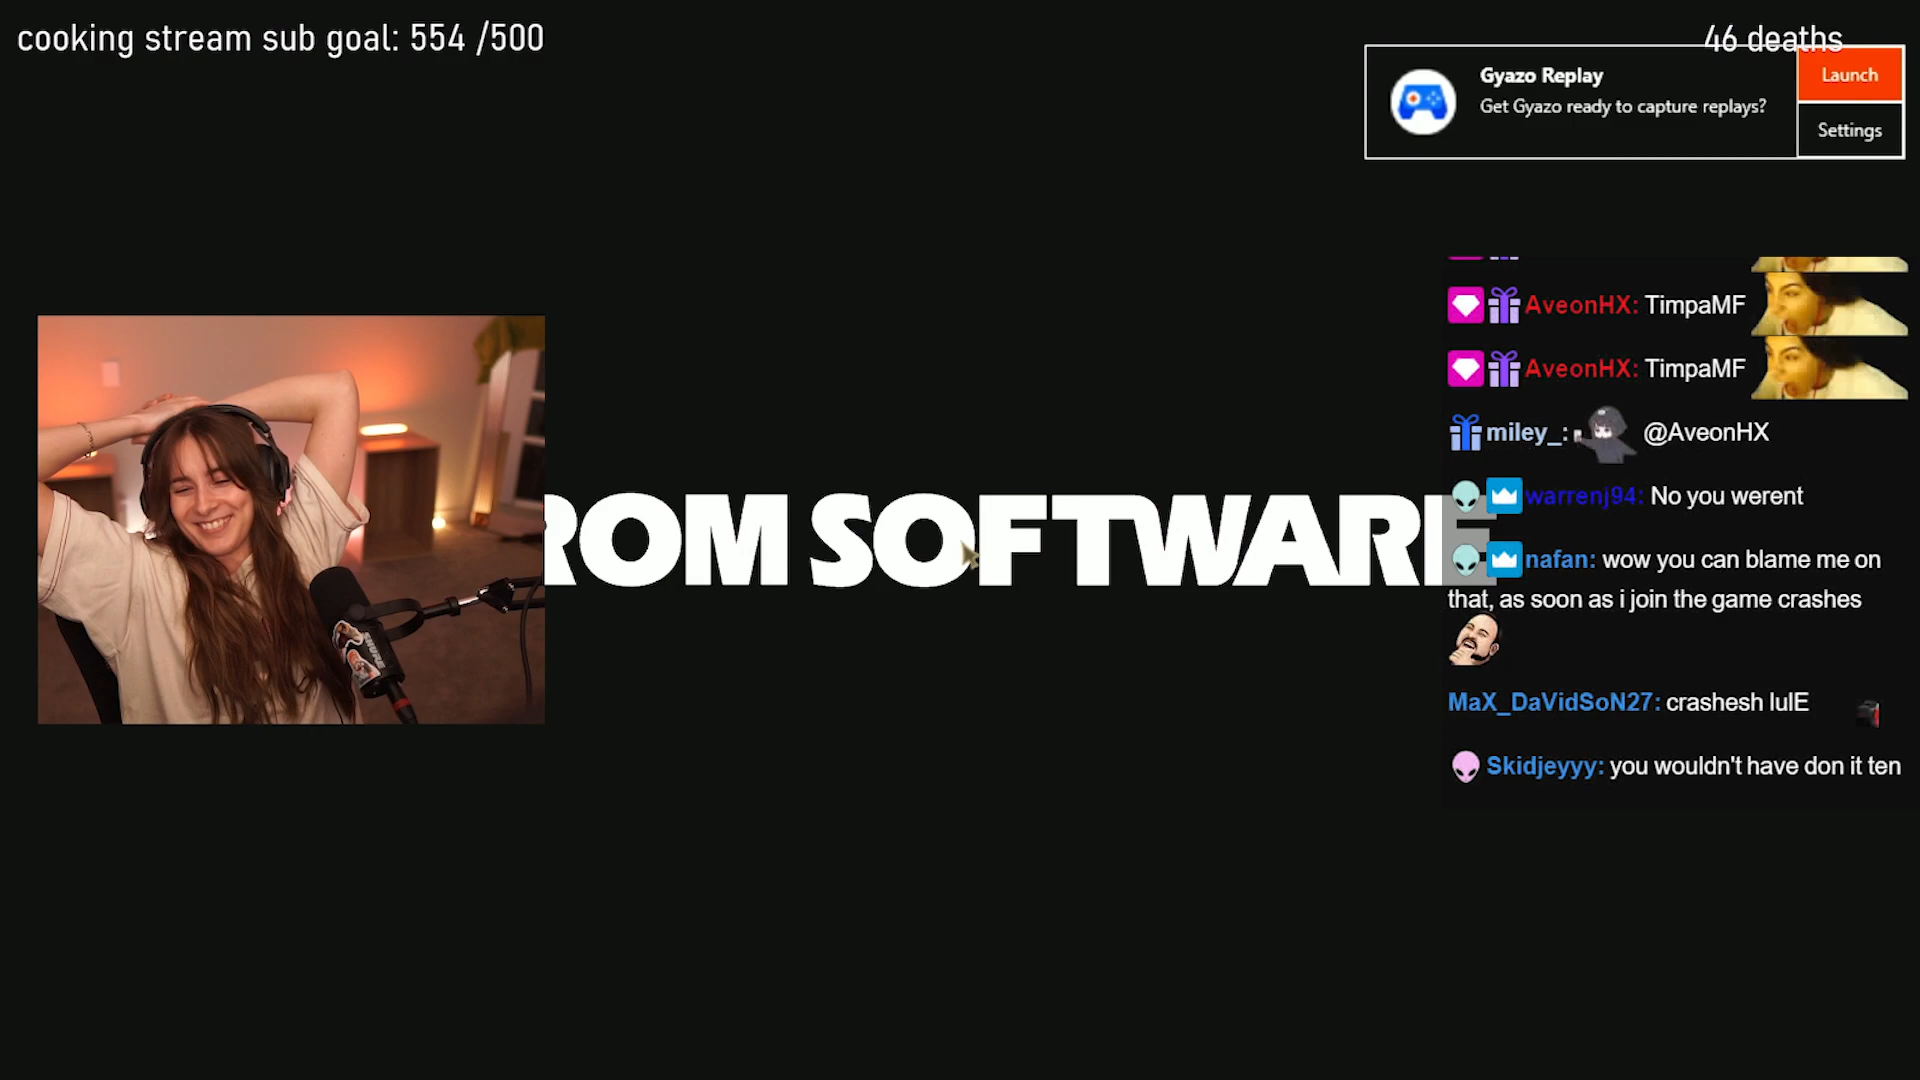 cooking stream sub goal: 554 /500
46 deaths
Gyazo Replay
Get Gyazo ready to capture replays?
Launch
Settings
AveonHX: TimpaMF
AveonHX: TimpaMF
miley_: @AveonHX
warrenj94: No you werent
nafan: wow you can blame me on
that, as soon as i join the game crashes
MaX_DaVidSoN27: crashesh lulE
Skidjeyyy: you wouldn't have don it ten
ROM SOFTWARE
SHURE